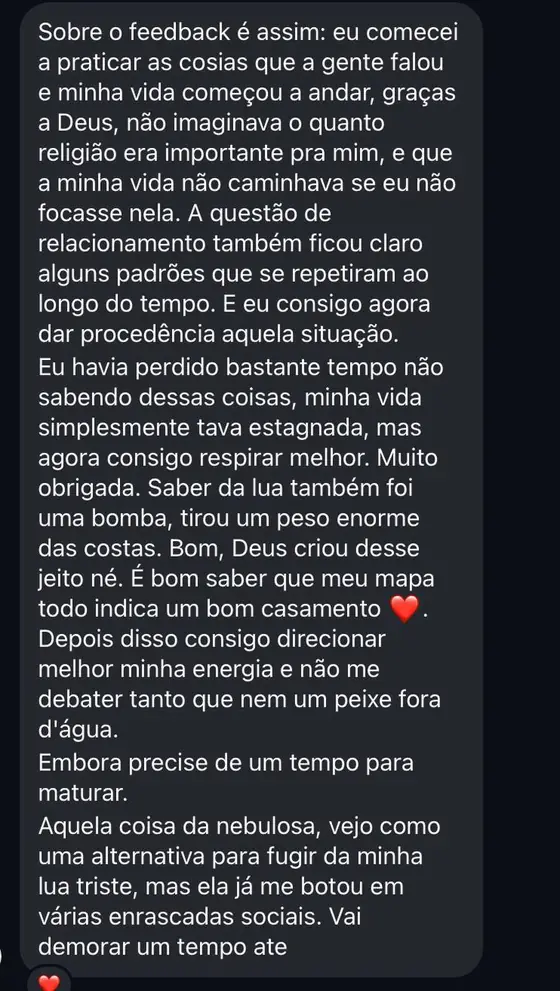 Sobre o feedback é assim: eu comecei
a praticar as cosias que a gente falou
e minha vida começou a andar, graças
a Deus, não imaginava o quanto
religião era importante pra mim, e que
a minha vida não caminhava se eu não
focasse nela. A questão de
relacionamento também ficou claro
alguns padrões que se repetiram ao
longo do tempo. E eu consigo agora
dar procedência aquela situação.
Eu havia perdido bastante tempo não
sabendo dessas coisas, minha vida
simplesmente tava estagnada, mas
agora consigo respirar melhor. Muito
obrigada. Saber da lua também foi
uma bomba, tirou um peso enorme
das costas. Bom, Deus criou desse
jeito né. É bom saber que meu mapa
todo indica um bom casamento ❤️.
Depois disso consigo direcionar
melhor minha energia e não me
debater tanto que nem um peixe fora
d'água.
Embora precise de um tempo para
maturar.
Aquela coisa da nebulosa, vejo como
uma alternativa para fugir da minha
lua triste, mas ela já me botou em
várias enrascadas sociais. Vai
demorar um tempo ate